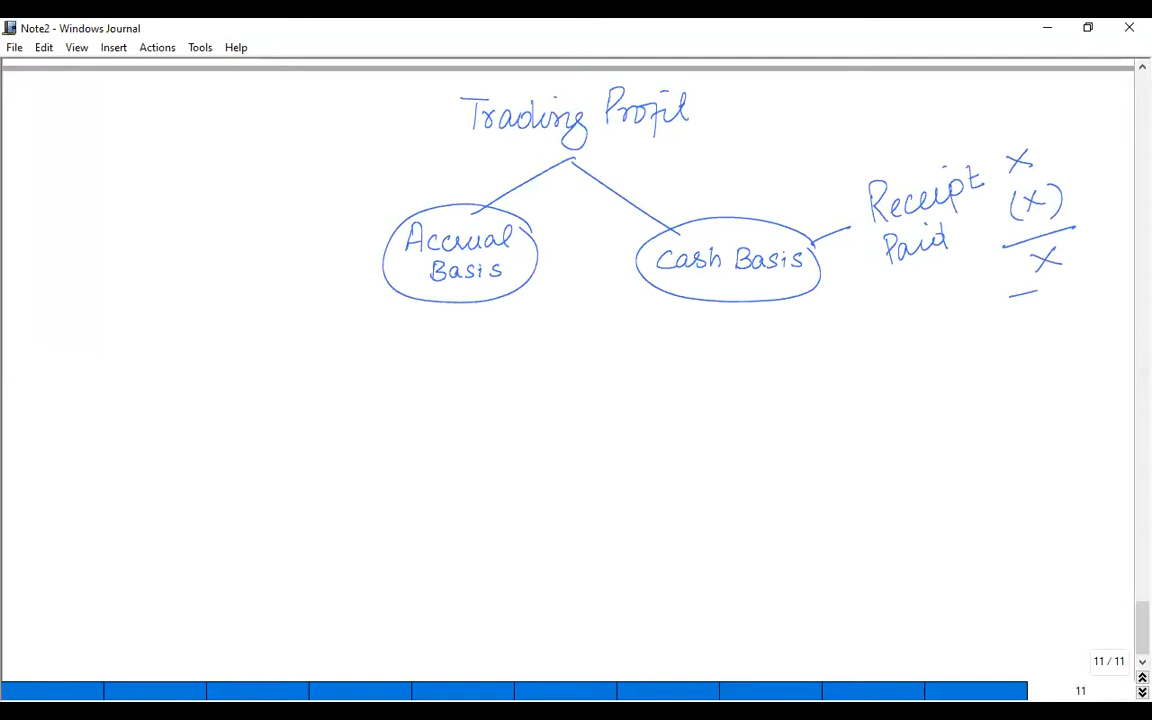 Note2 - Windows Journal
File Edit View Insert Actions Tools Help
Trading Profit
Accrual
Basis
Cash Basis
Receipt X
Paid (X)
X
11 / 11
11